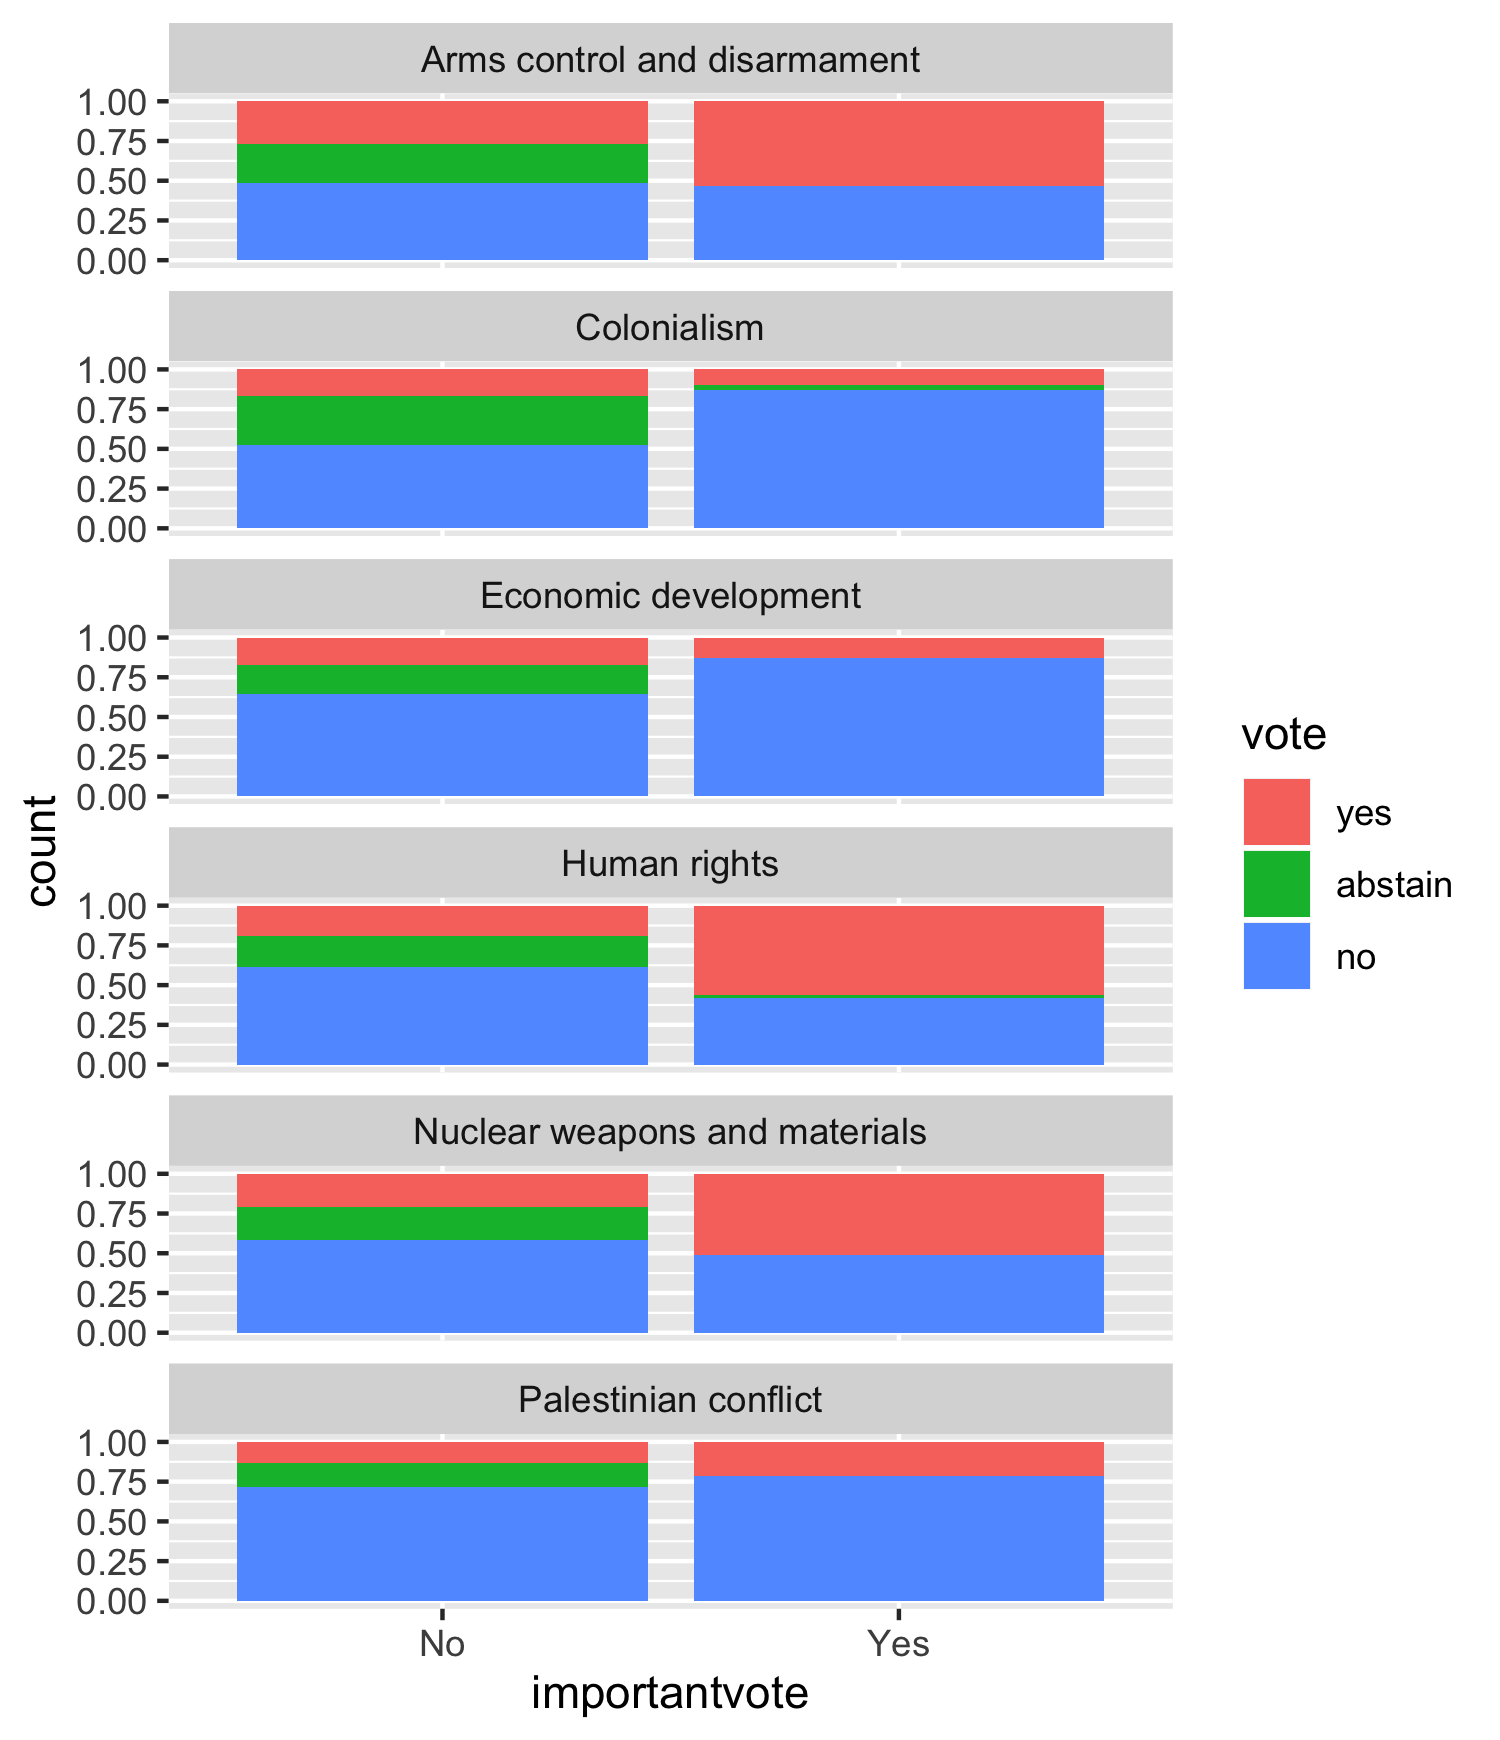 Arms control and disarmament
1.00
0.75
0.50
0.25
0.00
Colonialism
1.00
0.75
0.50
0.25
0.00
Economic development
1.00
0.75
0.50
0.25
0.00
Human rights
1.00
0.75
0.50
0.25
0.00
Nuclear weapons and materials
1.00
0.75
0.50
0.25
0.00
Palestinian conflict
1.00
0.75
0.50
0.25
0.00
No Yes
importantvote
count
vote
yes
abstain
no